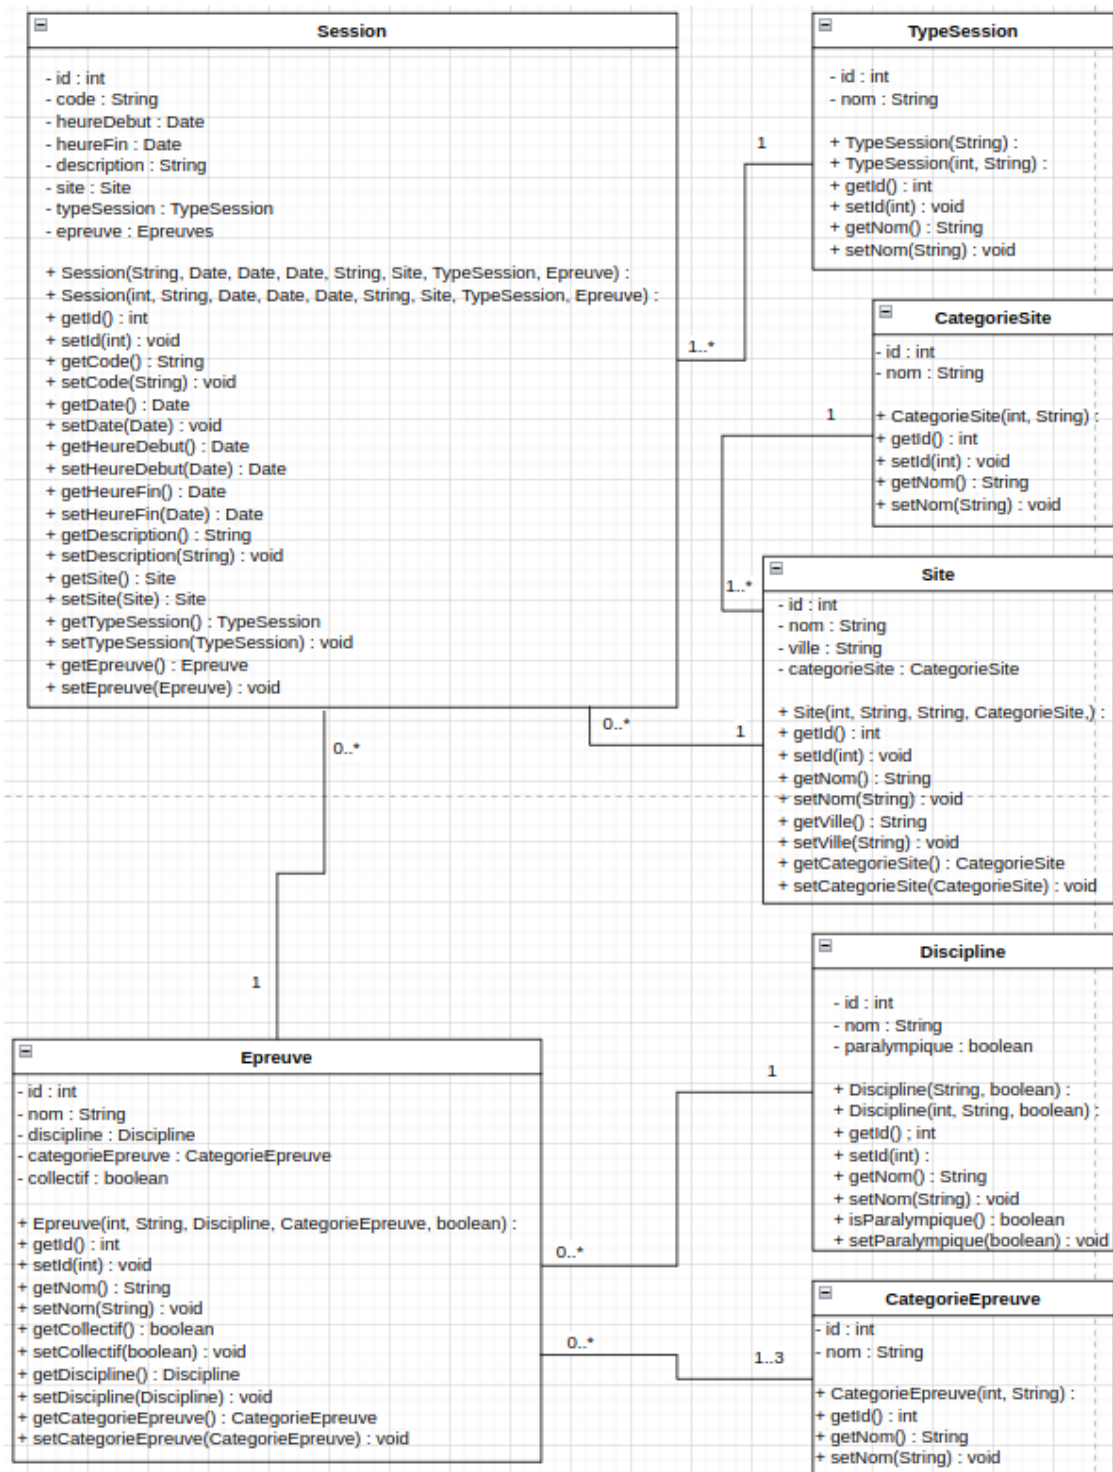 Session
- id : int
- code : String
- heureDebut : Date
- heureFin : Date
- description : String
- site : Site
- typeSession : TypeSession
- epreuve : Epreuves
+ Session(String, Date, Date, Date, String, Site, TypeSession, Epreuve) :
+ Session(int, String, Date, Date, Date, String, Site, TypeSession, Epreuve) :
+ getId() : int
+ setId(int) : void
+ getCode() : String
+ setCode(String) : void
+ getDate() : Date
+ setDate(Date) : void
+ getHeureDebut() : Date
+ setHeureDebut(Date) : Date
+ getHeureFin() : Date
+ setHeureFin(Date) : Date
+ getDescription() : String
+ setDescription(String) : void
+ getSite() : Site
+ setSite(Site) : Site
+ getTypeSession() : TypeSession
+ setTypeSession(TypeSession) : void
+ getEpreuve() : Epreuve
+ setEpreuve(Epreuve) : void
TypeSession
- id : int
- nom : String
+ TypeSession(String) :
+ TypeSession(int, String) :
+ getId() : int
+ setId(int) : void
+ getNom() : String
+ setNom(String) : void
1
1..*
CategorieSite
- id : int
- nom : String
+ CategorieSite(int, String) :
+ getId() : int
+ setId(int) : void
+ getNom() : String
+ setNom(String) : void
1
1..*
Site
- id : int
- nom : String
- ville : String
- categorieSite : CategorieSite
+ Site(int, String, String, CategorieSite,) :
+ getId() : int
+ setId(int) : void
+ getNom() : String
+ setNom(String) : void
+ getVille() : String
+ setVille(String) : void
+ getCategorieSite() : CategorieSite
+ setCategorieSite(CategorieSite) : void
0..*
1
0..*
1
Epreuve
- id : int
- nom : String
- discipline : Discipline
- categorieEpreuve : CategorieEpreuve
- collectif : boolean
+ Epreuve(int, String, Discipline, CategorieEpreuve, boolean) :
+ getId() : int
+ setId(int) : void
+ getNom() : String
+ setNom(String) : void
+ getCollectif() : boolean
+ setCollectif(boolean) : void
+ getDiscipline() : Discipline
+ setDiscipline(Discipline) : void
+ getCategorieEpreuve() : CategorieEpreuve
+ setCategorieEpreuve(CategorieEpreuve) : void
Discipline
- id : int
- nom : String
- paralympique : boolean
+ Discipline(String, boolean) :
+ Discipline(int, String, boolean) :
+ getId() ; int
+ setId(int) :
+ getNom() : String
+ setNom(String) : void
+ isParalympique() : boolean
+ setParalympique(boolean) : void
1
0..*
CategorieEpreuve
- id : int
- nom : String
+ CategorieEpreuve(int, String) :
+ getId() : int
+ getNom() : String
+ setNom(String) : void
0..*
1..3